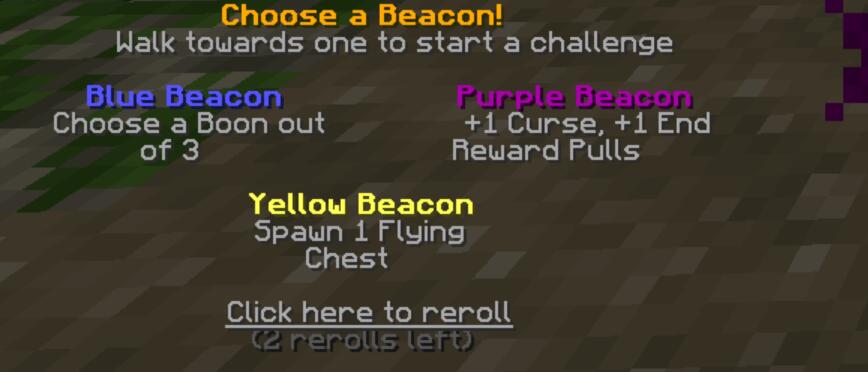 Choose a Beacon!
Walk towards one to start a challenge
Blue Beacon
Choose a Boon out
of 3
Purple Beacon
+1 Curse, +1 End
Reward Pulls
Yellow Beacon
Spawn 1 Flying
Chest
Click here to reroll
(2 rerolls left)